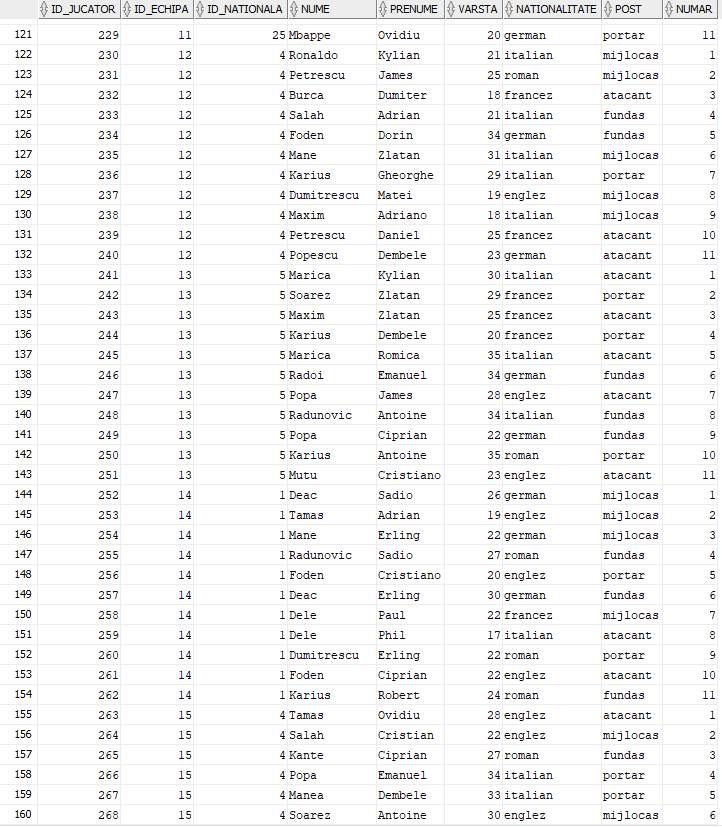 ID_JUCATOR ID_ECHIPA ID_NATIONALA NUME PRENUME VARSTA NATIONALITATE POST NUMAR
121 229 11 25 Mbappe Ovidiu 20 german portar 11
122 230 12 4 Ronaldo Kylian 21 italian mijlocas 1
123 231 12 4 Petrescu James 25 roman mijlocas 2
124 232 12 4 Burca Dumiter 18 francez atacant 3
125 233 12 4 Salah Adrian 21 italian fundas 4
126 234 12 4 Foden Dorin 34 german fundas 5
127 235 12 4 Mane Zlatan 31 italian mijlocas 6
128 236 12 4 Karius Gheorghe 29 italian portar 7
129 237 12 4 Dumitrescu Matei 19 englez mijlocas 8
130 238 12 4 Maxim Adriano 18 italian mijlocas 9
131 239 12 4 Petrescu Daniel 25 francez atacant 10
132 240 12 4 Popescu Dembele 23 german atacant 11
133 241 13 5 Marica Kylian 30 italian atacant 1
134 242 13 5 Soarez Zlatan 29 francez portar 2
135 243 13 5 Maxim Zlatan 25 francez atacant 3
136 244 13 5 Karius Dembele 20 francez portar 4
137 245 13 5 Marica Romica 35 italian atacant 5
138 246 13 5 Radoi Emanuel 34 german fundas 6
139 247 13 5 Popa James 28 englez atacant 7
140 248 13 5 Radunovic Antoine 34 italian fundas 8
141 249 13 5 Popa Ciprian 22 german fundas 9
142 250 13 5 Karius Antoine 35 roman portar 10
143 251 13 5 Mutu Cristiano 23 englez atacant 11
144 252 14 1 Deac Sadio 26 german mijlocas 1
145 253 14 1 Tamas Adrian 19 englez mijlocas 2
146 254 14 1 Mane Erling 22 german mijlocas 3
147 255 14 1 Radunovic Sadio 27 roman fundas 4
148 256 14 1 Foden Cristiano 20 englez portar 5
149 257 14 1 Deac Erling 30 german fundas 6
150 258 14 1 Dele Paul 22 francez mijlocas 7
151 259 14 1 Dele Phil 17 italian atacant 8
152 260 14 1 Dumitrescu Erling 22 roman portar 9
153 261 14 1 Foden Ciprian 22 englez atacant 10
154 262 14 1 Karius Robert 24 roman fundas 11
155 263 15 4 Tamas Ovidiu 28 englez atacant 1
156 264 15 4 Salah Cristian 22 englez mijlocas 2
157 265 15 4 Kante Ciprian 27 roman fundas 3
158 266 15 4 Popa Emanuel 34 italian portar 4
159 267 15 4 Manea Dembele 33 italian portar 5
160 268 15 4 Soarez Antoine 30 englez mijlocas 6